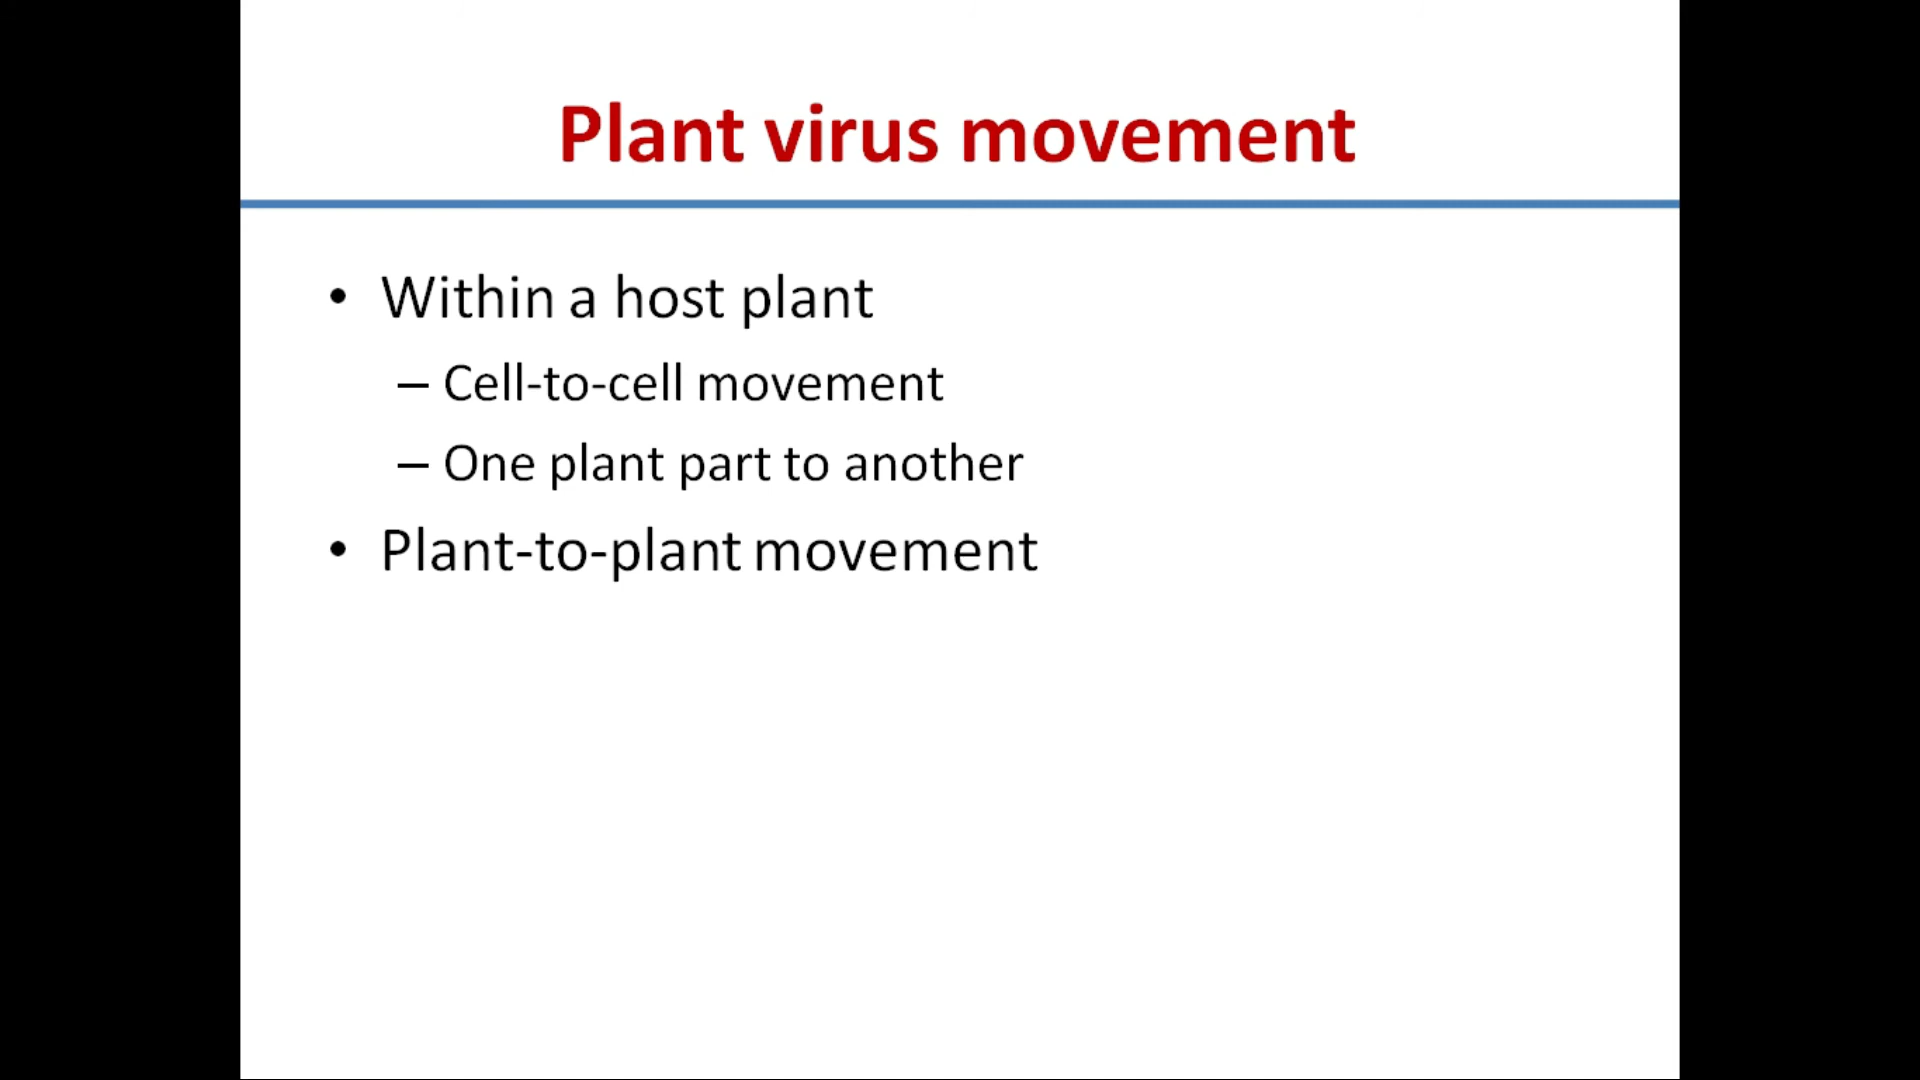 Plant virus movement
• Within a host plant
– Cell-to-cell movement
– One plant part to another
• Plant-to-plant movement